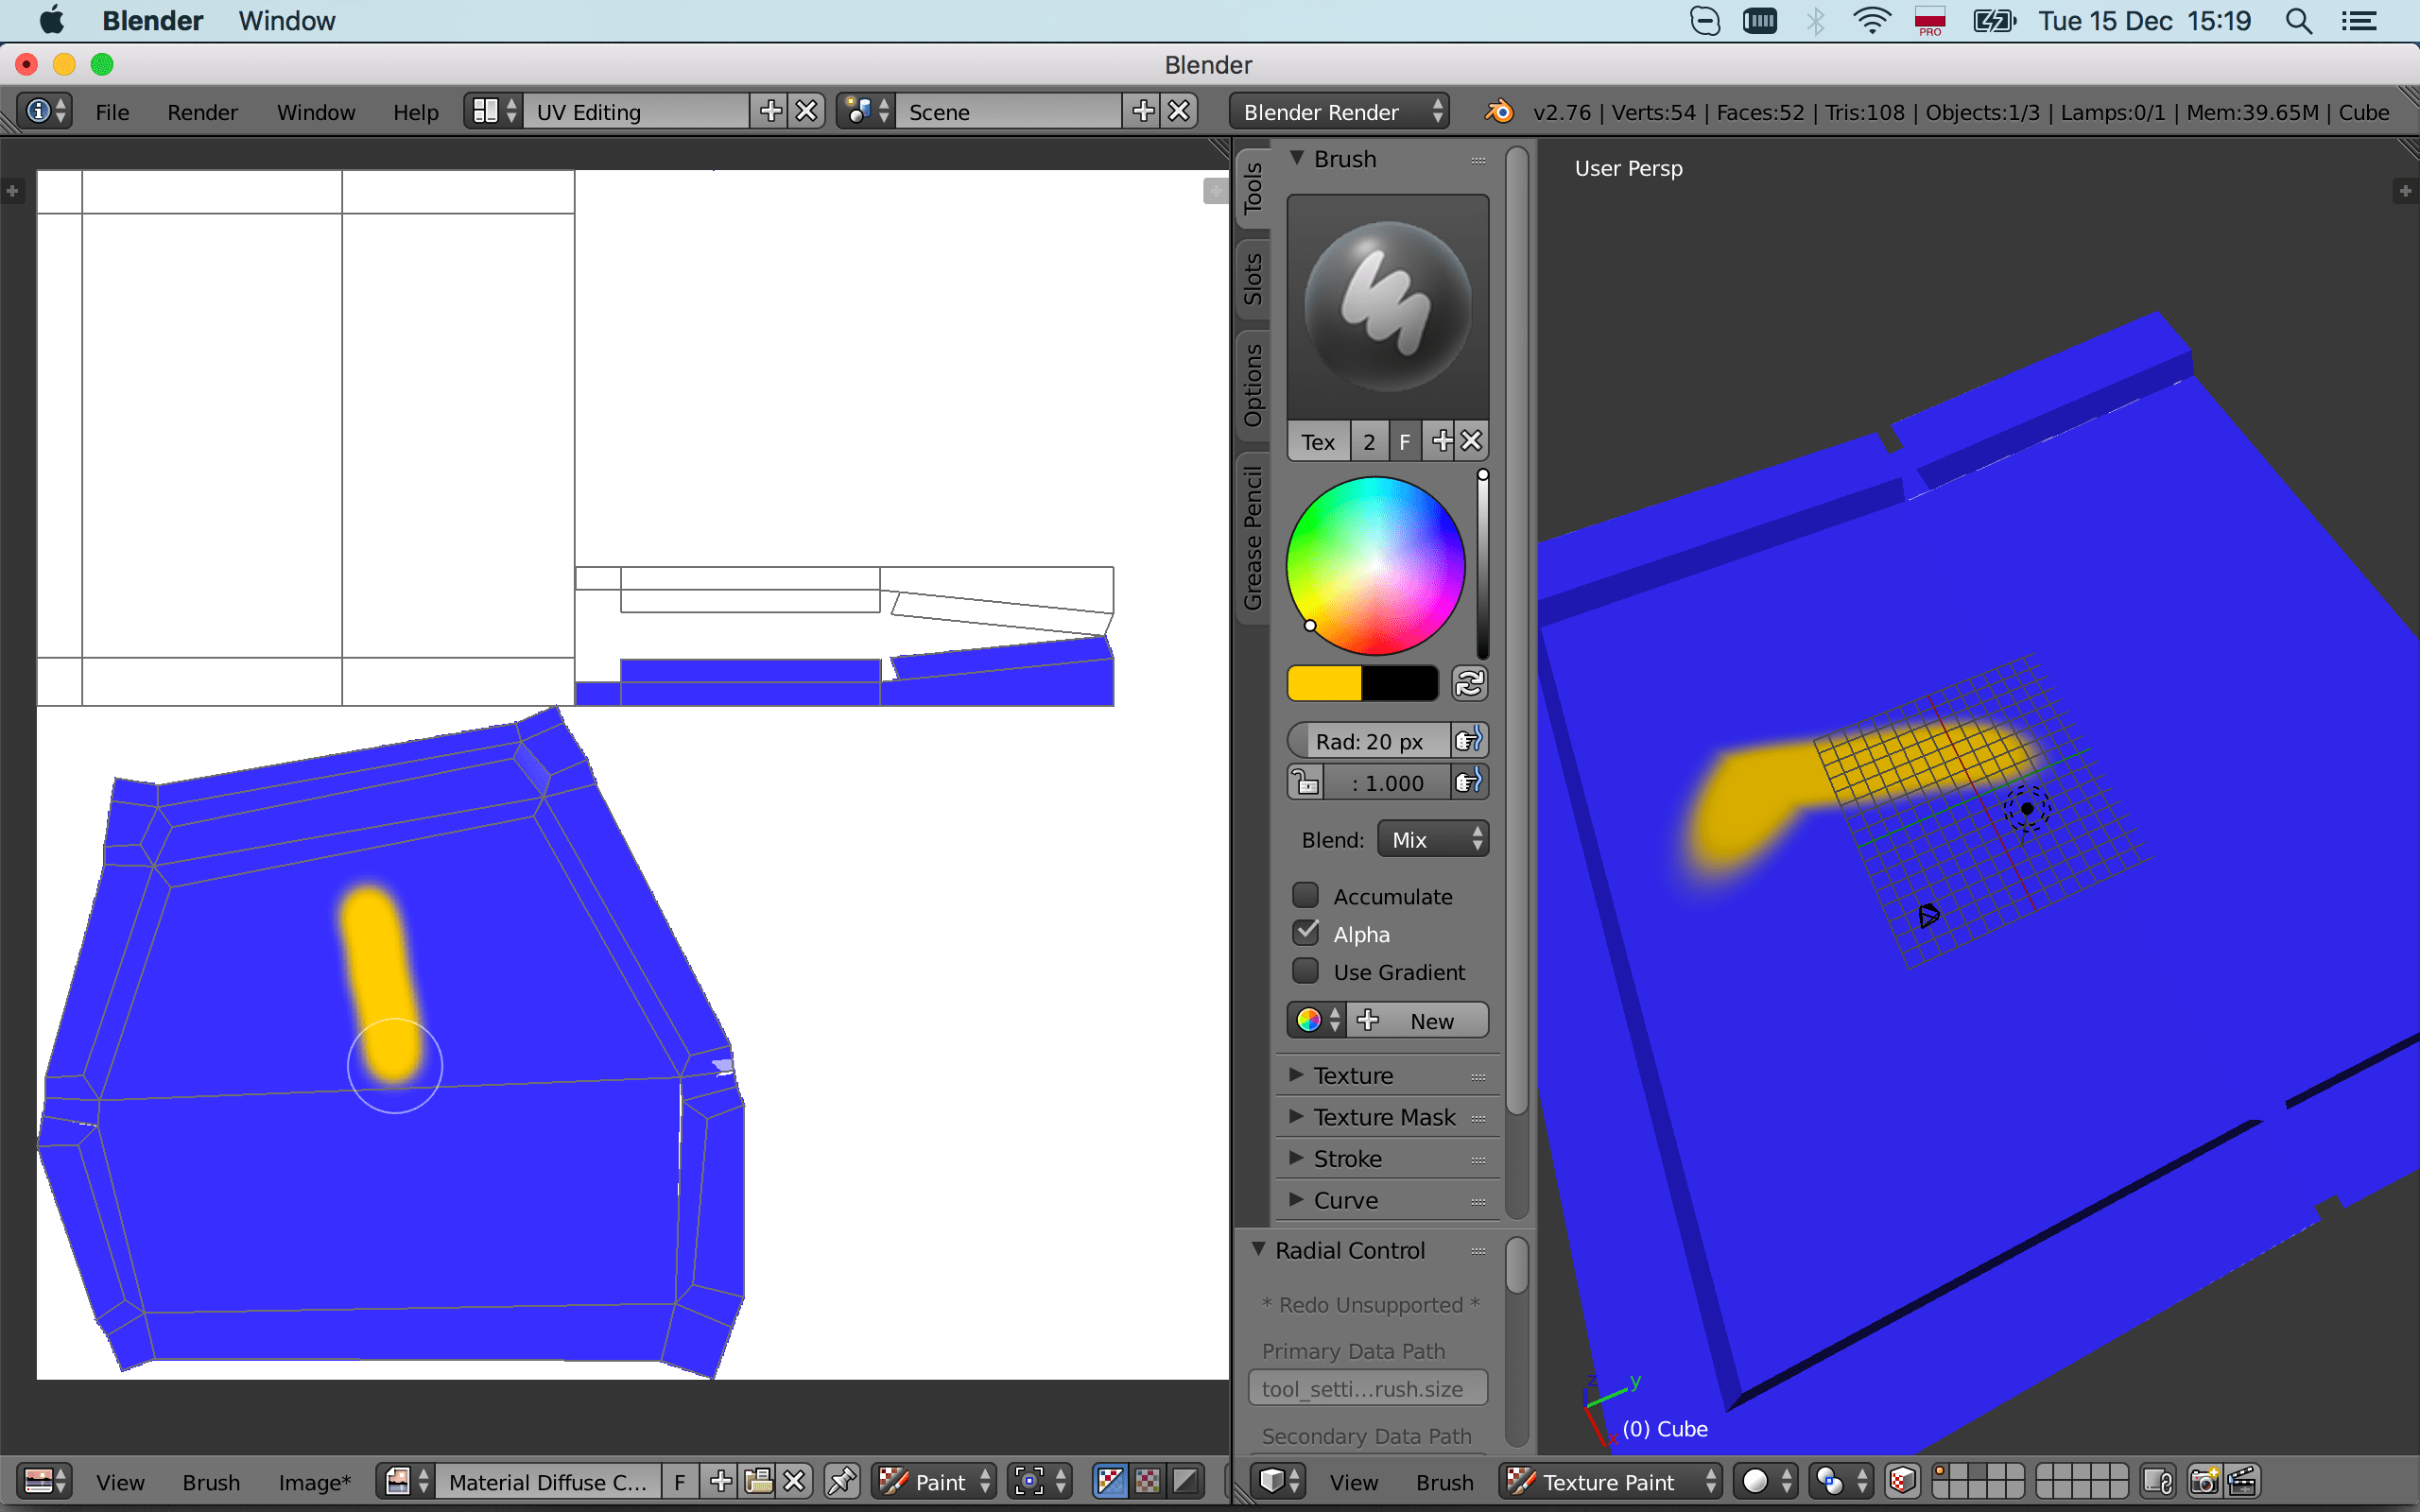 Blender Window PRO Tue 15 Dec 15:19
Blender
File Render Window Help UV Editing Scene Blender Render v2.76 | Verts:54 | Faces:52 | Tris:108 | Objects:1/3 | Lamps:0/1 | Mem:39.65M | Cube
Tools
Slots
Options
Grease Pencil
Brush
Tex 2 F
Rad: 20 px
: 1.000
Blend: Mix
Accumulate
Alpha
Use Gradient
New
Texture
Texture Mask
Stroke
Curve
Radial Control
* Redo Unsupported *
Primary Data Path
tool_setti...rush.size
Secondary Data Path
User Persp
z
y
x
(0) Cube
View Brush Image* Material Diffuse C... F Paint
View Brush Texture Paint